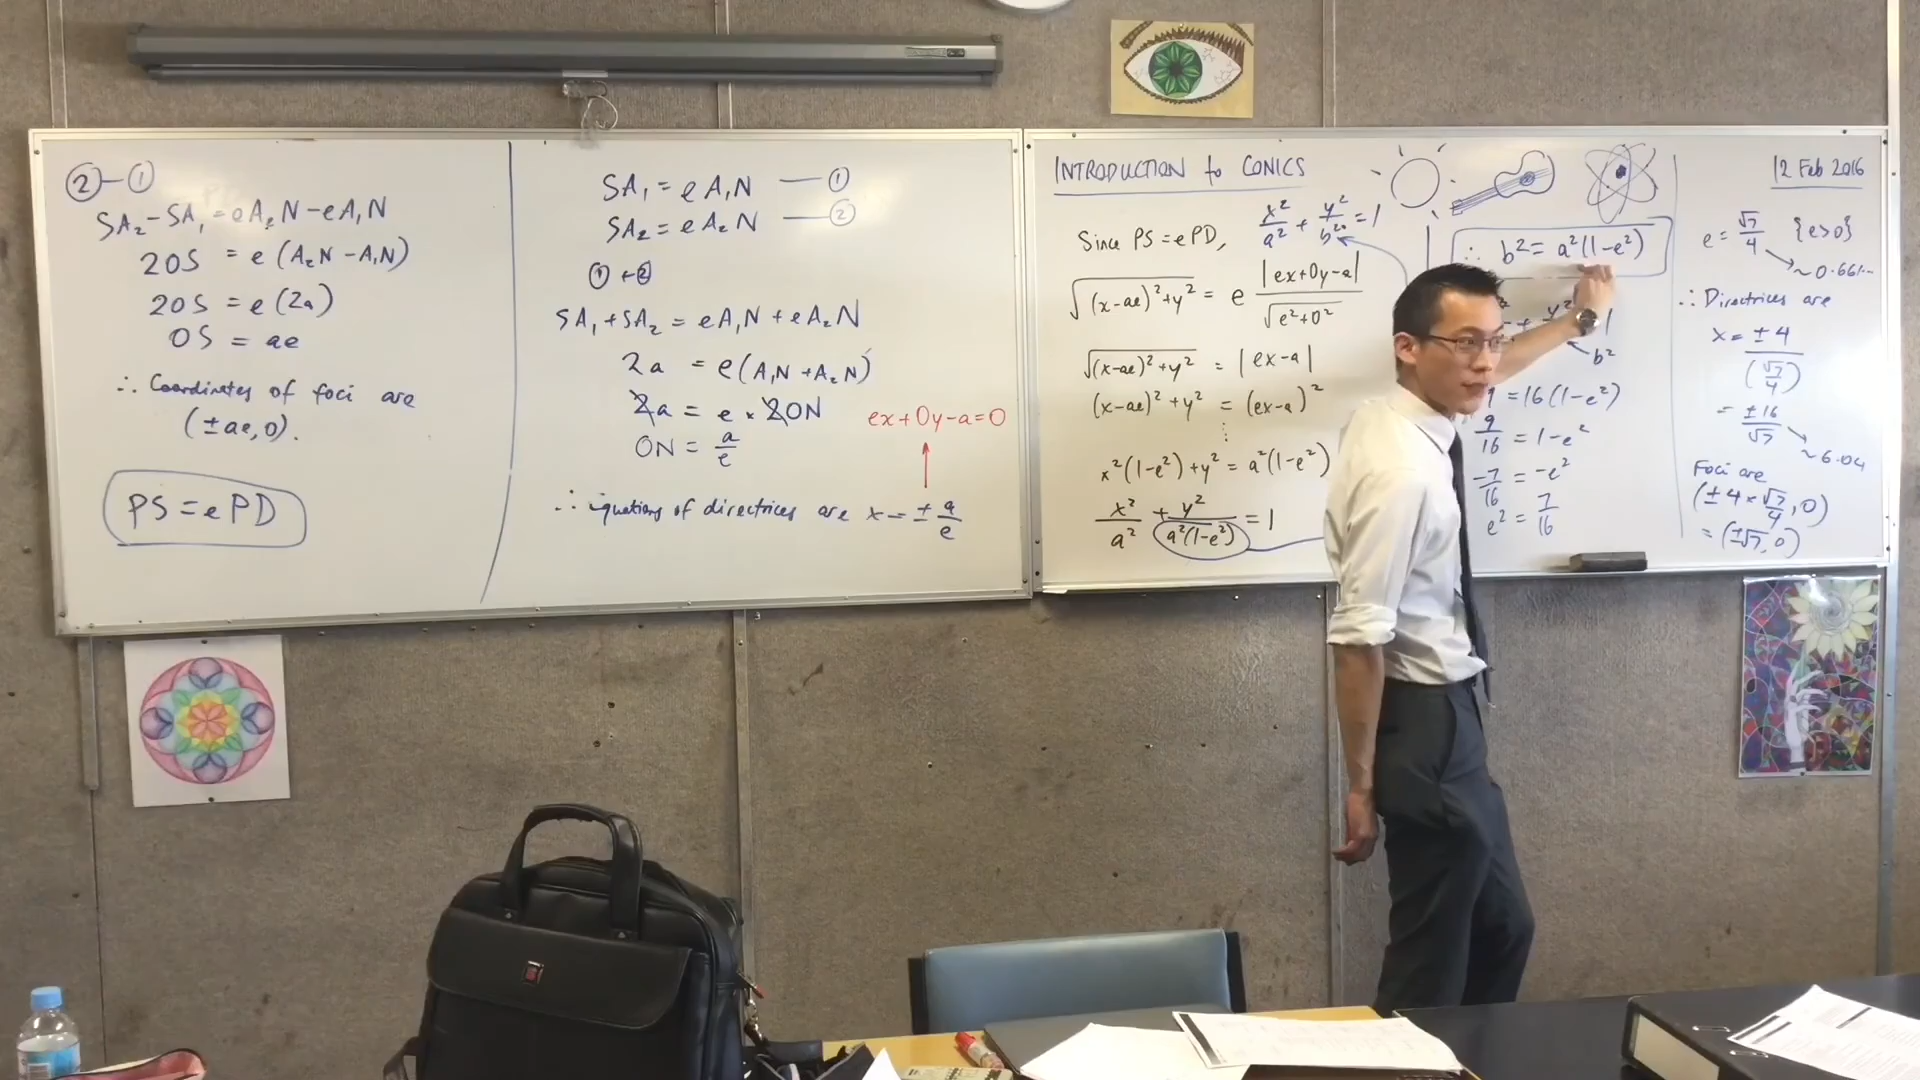 ② – ①
SA₂ – SA₁ = eA₂N – eA₁N
2OS = e (A₂N – A₁N)
2OS = e (2a)
OS = ae
∴ Coordinates of foci are
(±ae, 0).
PS = ePD
SA₁ = eA₁N —— ①
SA₂ = eA₂N —— ②
① + ②
SA₁ + SA₂ = eA₁N + eA₂N
2a = e (A₁N + A₂N)
2a = e × 2ON
ON = a/e
ex + 0y – a = 0
∴ equations of directrices are x = ± a/e
INTRODUCTION to CONICS
Since PS = ePD,
x²/a² + y²/b² = 1
√((x–ae)² + y²) = e |ex+0y–a| / √(e²+0²)
√((x–ae)² + y²) = |ex–a|
(x–ae)² + y² = (ex–a)²
⋮
x²(1–e²) + y² = a²(1–e²)
x²/a² + y²/a²(1–e²) = 1
∴ b² = a²(1–e²)
b²
= 16(1–e²)
9/16 = 1–e²
-7/16 = –e²
e² = 7/16
12 Feb 2016
e = √7/4 {e>0}
~0.661...
∴ Directrices are
x = ±4/(√7/4)
= ±16/√7
~6.04
Foci are
(±4 × √7/4, 0)
= (±√7, 0)